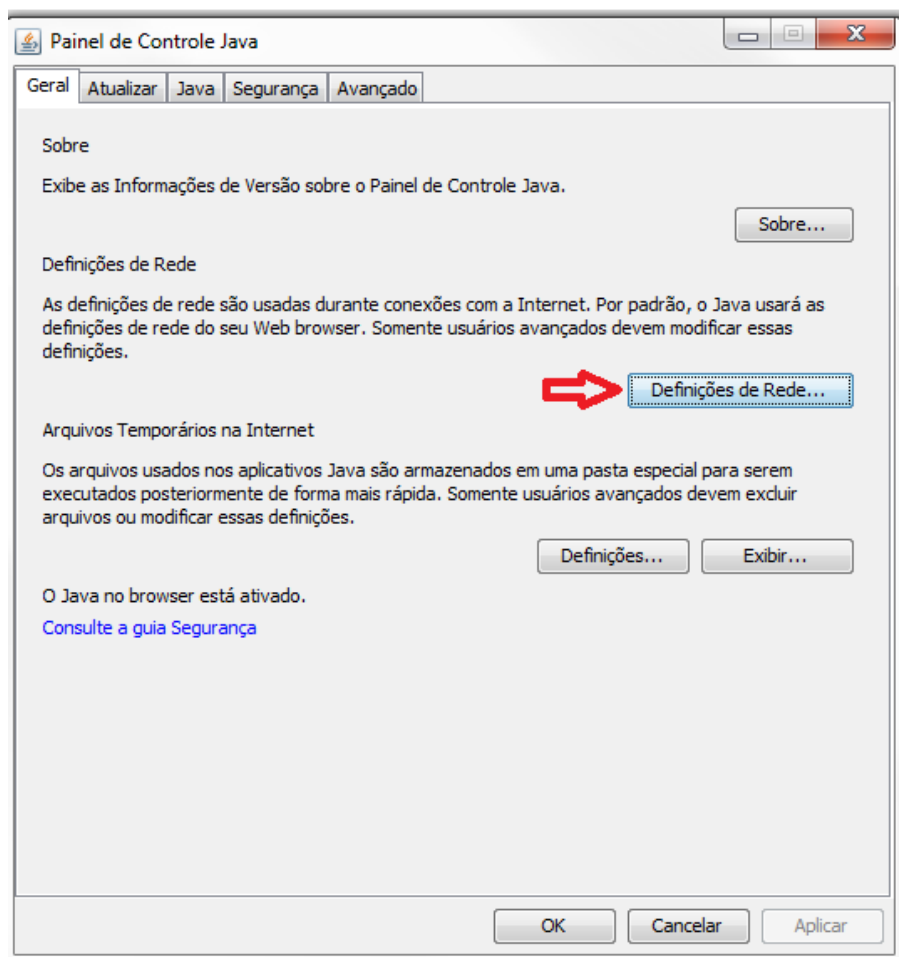 Painel de Controle Java
Geral Atualizar Java Segurança Avançado
Sobre
Exibe as Informações de Versão sobre o Painel de Controle Java.
Sobre...
Definições de Rede
As definições de rede são usadas durante conexões com a Internet. Por padrão, o Java usará as
definições de rede do seu Web browser. Somente usuários avançados devem modificar essas
definições.
Definições de Rede...
Arquivos Temporários na Internet
Os arquivos usados nos aplicativos Java são armazenados em uma pasta especial para serem
executados posteriormente de forma mais rápida. Somente usuários avançados devem excluir
arquivos ou modificar essas definições.
Definições... Exibir...
O Java no browser está ativado.
Consulte a guia Segurança
OK Cancelar Aplicar